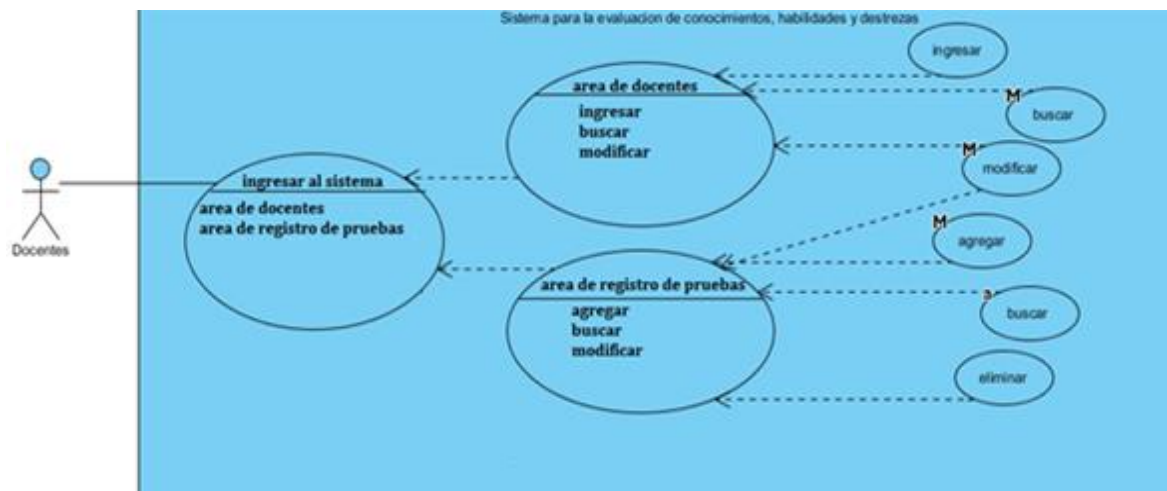 Sistema para la evaluacion de conocimientos, habilidades y destrezas
ingresar
area de docentes
ingresar
buscar
modificar
M
buscar
M
modificar
ingresar al sistema
area de docentes
area de registro de pruebas
Docentes
M
agregar
area de registro de pruebas
agregar
buscar
modificar
a
buscar
eliminar